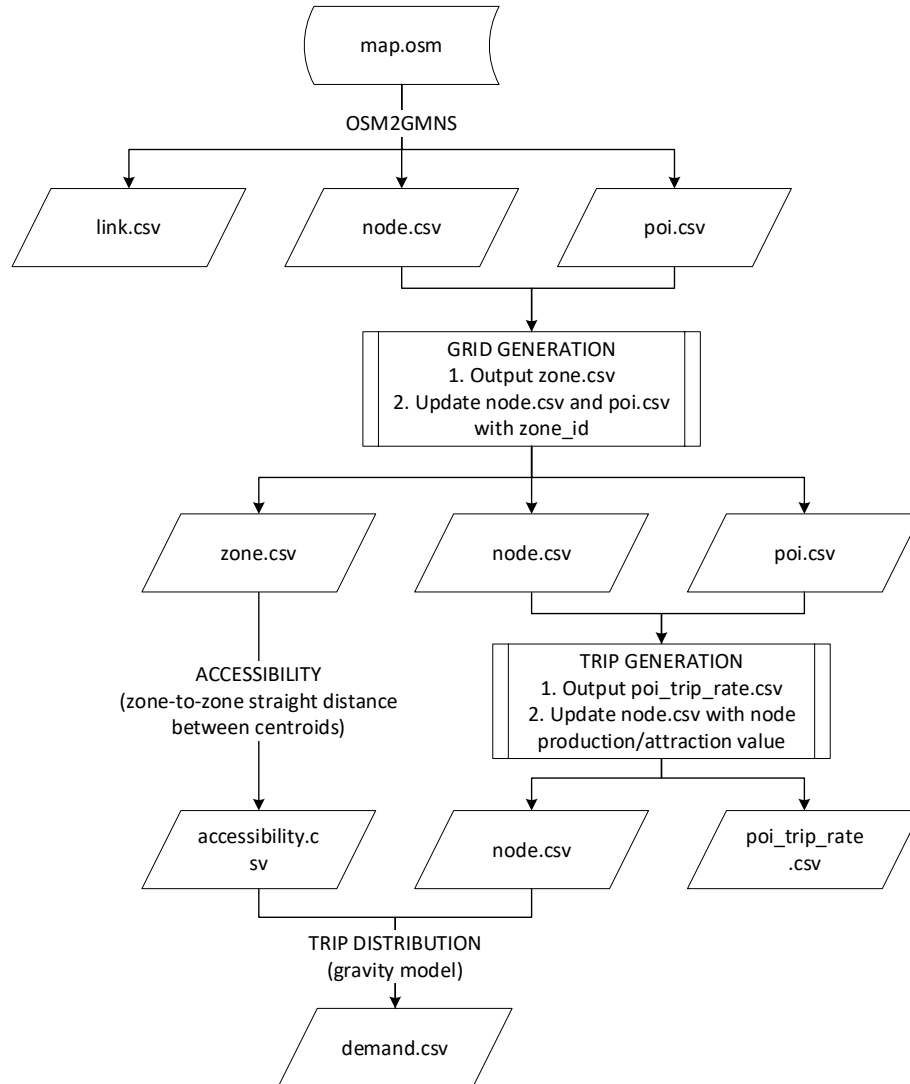 map.osm
OSM2GMNS
link.csv
node.csv
poi.csv
GRID GENERATION
1. Output zone.csv
2. Update node.csv and poi.csv
with zone_id
zone.csv
node.csv
poi.csv
ACCESSIBILITY
(zone-to-zone straight distance
between centroids)
TRIP GENERATION
1. Output poi_trip_rate.csv
2. Update node.csv with node
production/attraction value
accessibility.c
sv
node.csv
poi_trip_rate
.csv
TRIP DISTRIBUTION
(gravity model)
demand.csv